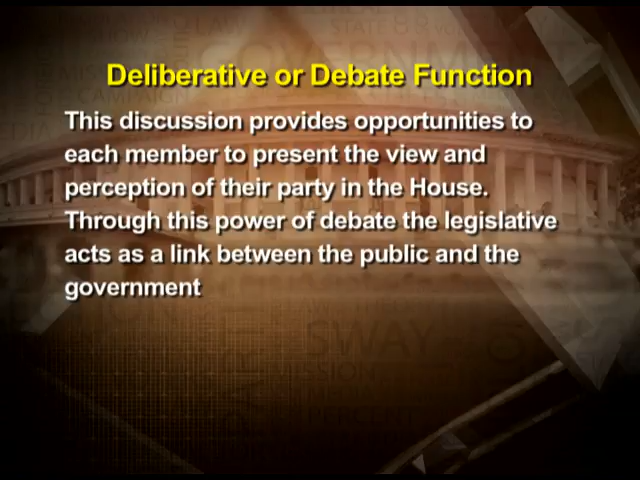 Deliberative or Debate Function
This discussion provides opportunities to
each member to present the view and
perception of their party in the House.
Through this power of debate the legislative
acts as a link between the public and the
government
GOVERNMENT
SWAY